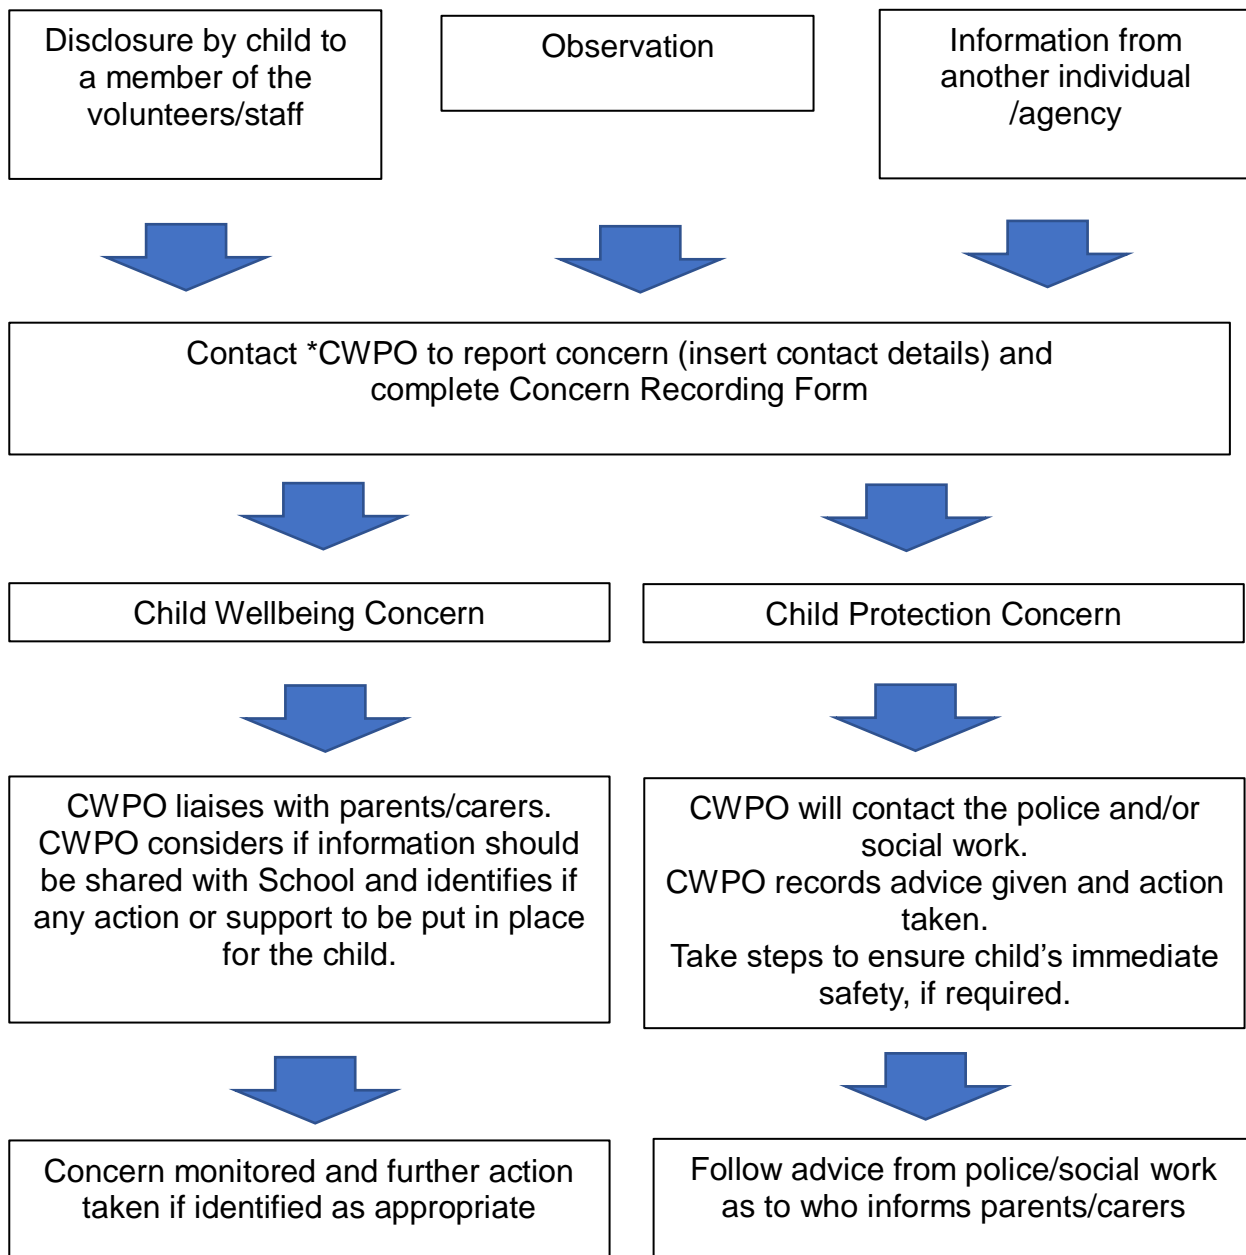 Disclosure by child to
a member of the
volunteers/staff
Observation
Information from
another individual
/agency
Contact *CWPO to report concern (insert contact details) and
complete Concern Recording Form
Child Wellbeing Concern
Child Protection Concern
CWPO liaises with parents/carers.
CWPO considers if information should
be shared with School and identifies if
any action or support to be put in place
for the child.
CWPO will contact the police and/or
social work.
CWPO records advice given and action
taken.
Take steps to ensure child’s immediate
safety, if required.
Concern monitored and further action
taken if identified as appropriate
Follow advice from police/social work
as to who informs parents/carers